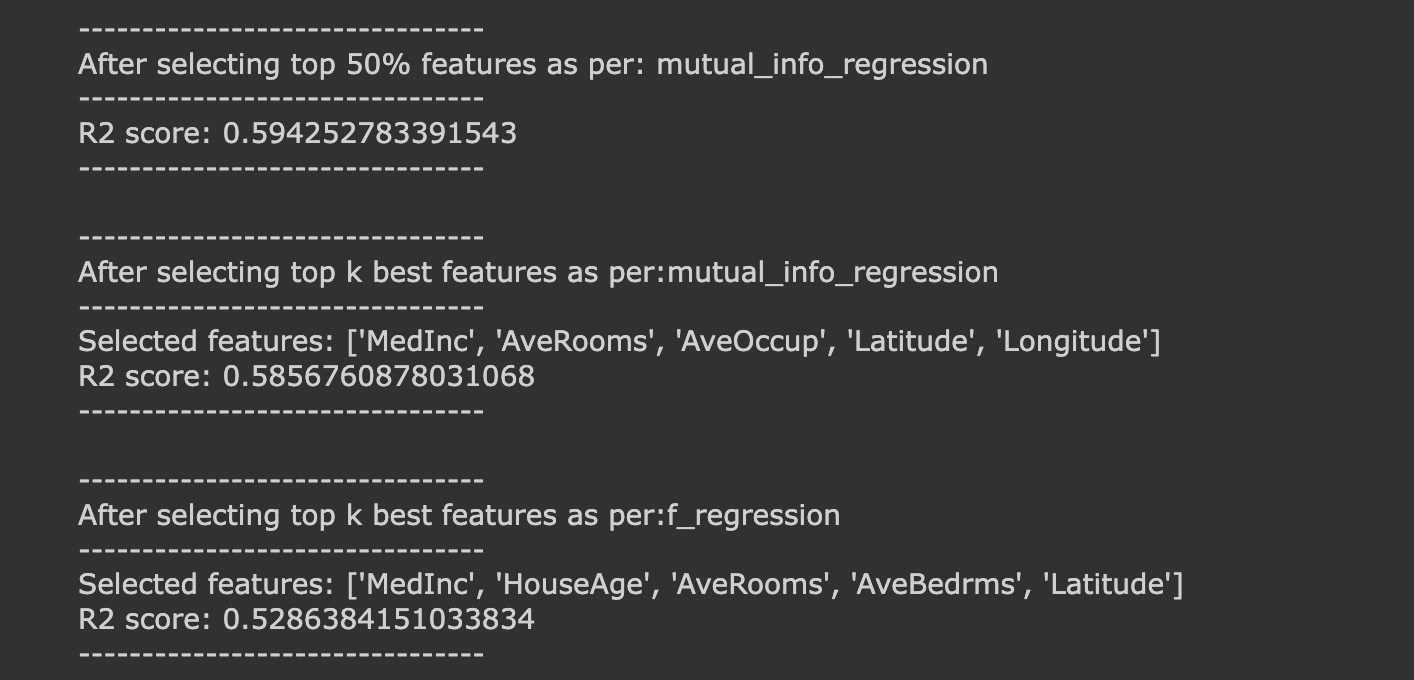 --------------------------------
After selecting top 50% features as per: mutual_info_regression
--------------------------------
R2 score: 0.594252783391543
--------------------------------
--------------------------------
After selecting top k best features as per:mutual_info_regression
--------------------------------
Selected features: ['MedInc', 'AveRooms', 'AveOccup', 'Latitude', 'Longitude']
R2 score: 0.5856760878031068
--------------------------------
--------------------------------
After selecting top k best features as per:f_regression
--------------------------------
Selected features: ['MedInc', 'HouseAge', 'AveRooms', 'AveBedrms', 'Latitude']
R2 score: 0.5286384151033834
--------------------------------